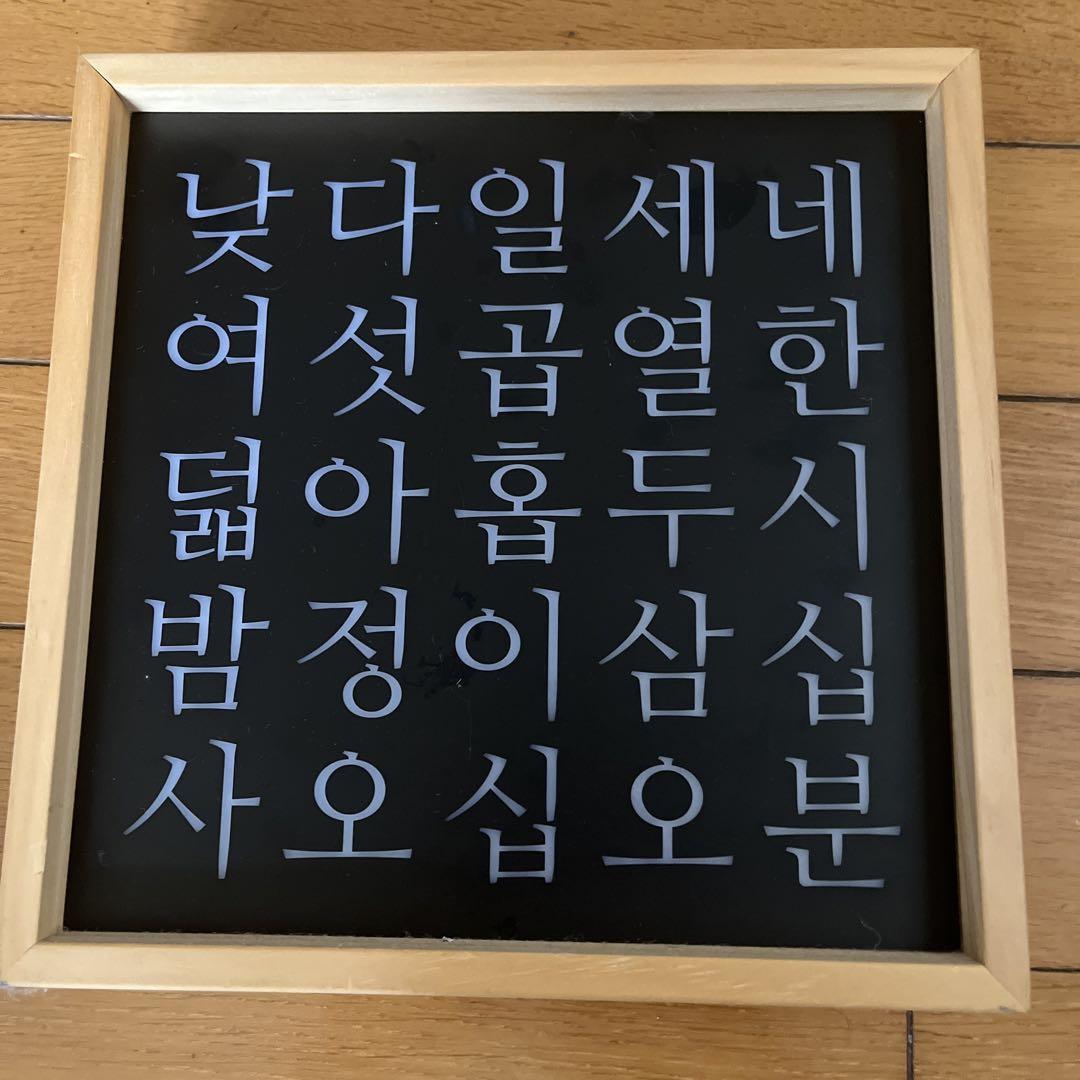 낮다일세네
여섯곱열한
덟아홉두시
밤정이삼십
사오십오분